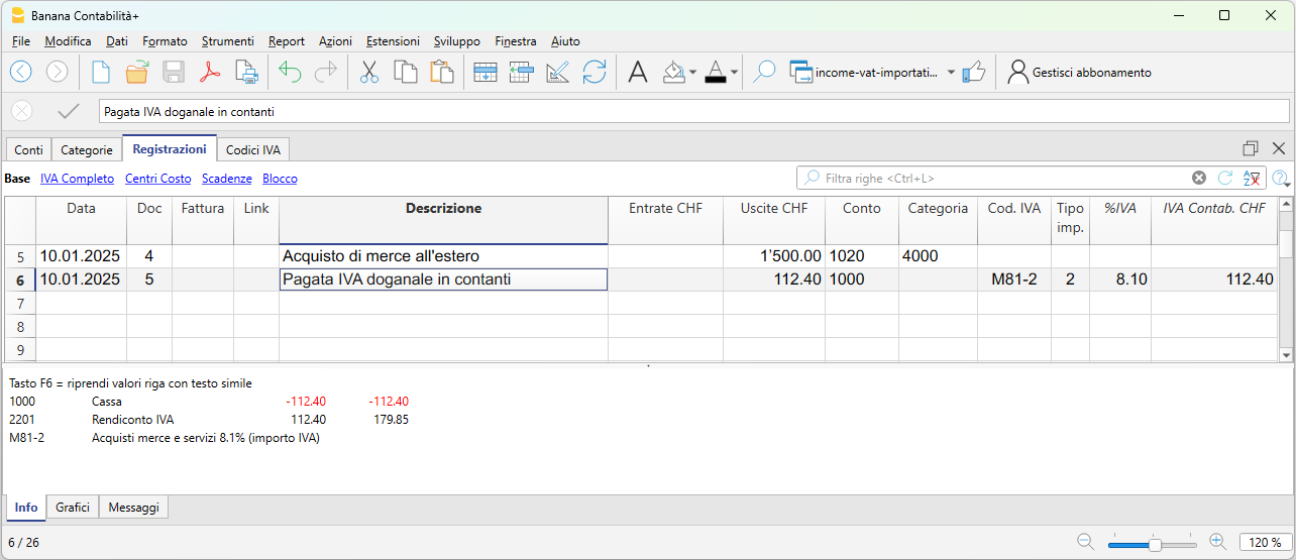 Banana Contabilità+
File Modifica Dati Formato Strumenti Report Azioni Estensioni Sviluppo Finestra Aiuto
income-vat-importati... Gestisci abbonamento
Pagata IVA doganale in contanti
Conti Categorie Registrazioni Codici IVA
Base IVA Completo Centri Costo Scadenze Blocco Filtra righe <Ctrl+L>
Data Doc Fattura Link Descrizione Entrate CHF Uscite CHF Conto Categoria Cod. IVA Tipo imp. %IVA IVA Contab. CHF
5 10.01.2025 4 Acquisto di merce all'estero 1'500.00 1020 4000
6 10.01.2025 5 Pagata IVA doganale in contanti 112.40 1000 M81-2 2 8.10 112.40
7
8
9
Tasto F6 = riprendi valori riga con testo simile
1000 Cassa -112.40 -112.40
2201 Rendiconto IVA 112.40 179.85
M81-2 Acquisti merce e servizi 8.1% (importo IVA)
Info Grafici Messaggi
6 / 26 120 %